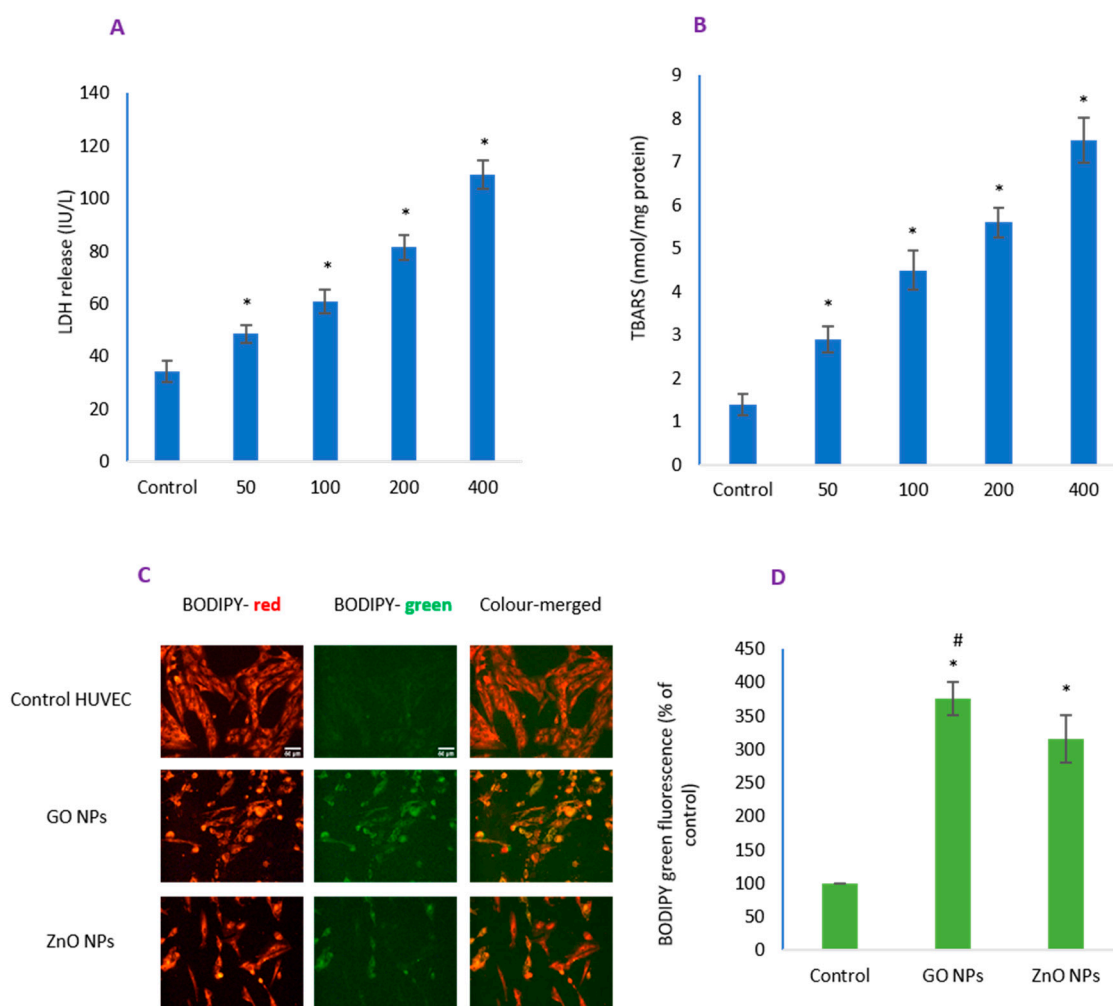 A
LDH release (IU/L)
140
120
100
80
60
40
20
0
*
*
*
*
Control 50 100 200 400
B
TBARS (nmol/mg protein)
9
8
7
6
5
4
3
2
1
0
*
*
*
*
Control 50 100 200 400
C
BODIPY- red BODIPY- green Colour-merged
Control HUVEC
GO NPs
ZnO NPs
D
BODIPY green fluorescence (% of
control)
450
400
350
300
250
200
150
100
50
0
#
*
*
Control GO NPs ZnO NPs